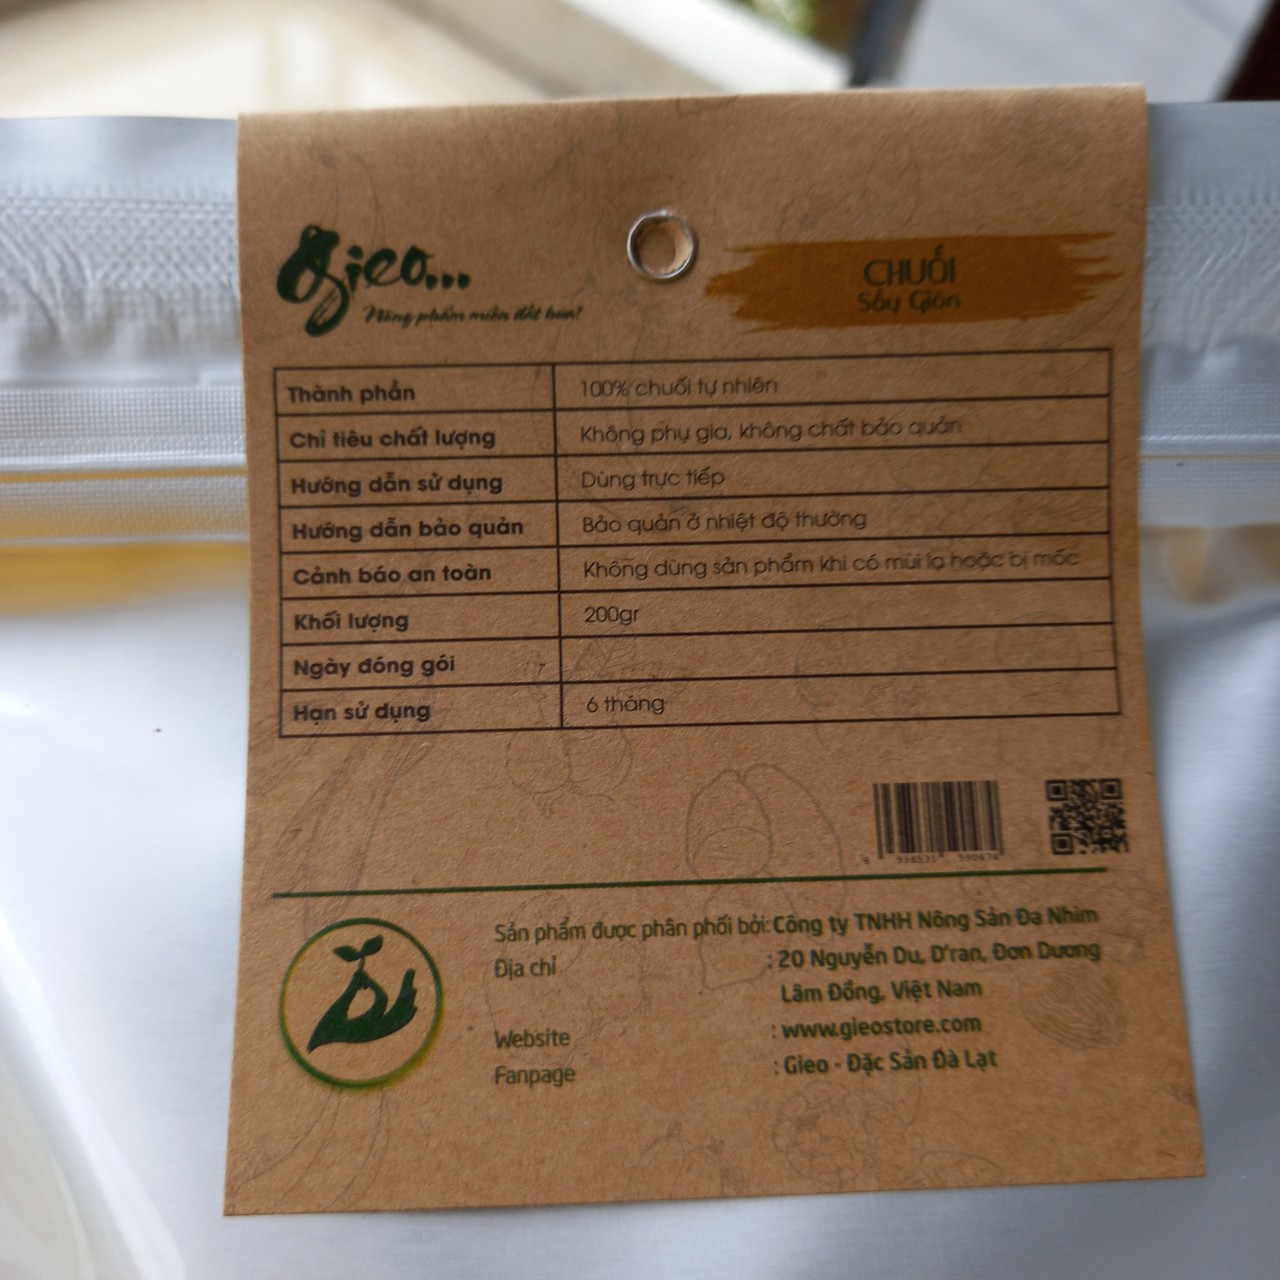 Gieo...
Nông phẩm miền đất hứa!
CHUỐI
Sấy Giòn
Thành phần 100% chuối tự nhiên
Chỉ tiêu chất lượng Không phụ gia, không chất bảo quản
Hướng dẫn sử dụng Dùng trực tiếp
Hướng dẫn bảo quản Bảo quản ở nhiệt độ thường
Cảnh báo an toàn Không dùng sản phẩm khi có mùi lạ hoặc bị mốc
Khối lượng 200gr
Ngày đóng gói
Hạn sử dụng 6 tháng
Sản phẩm được phân phối bởi: Công ty TNHH Nông Sản Đa Nhim
Địa chỉ : 20 Nguyễn Du, D'ran, Đơn Dương
Lâm Đồng, Việt Nam
Website : www.gieostore.com
Fanpage : Gieo - Đặc Sản Đà Lạt